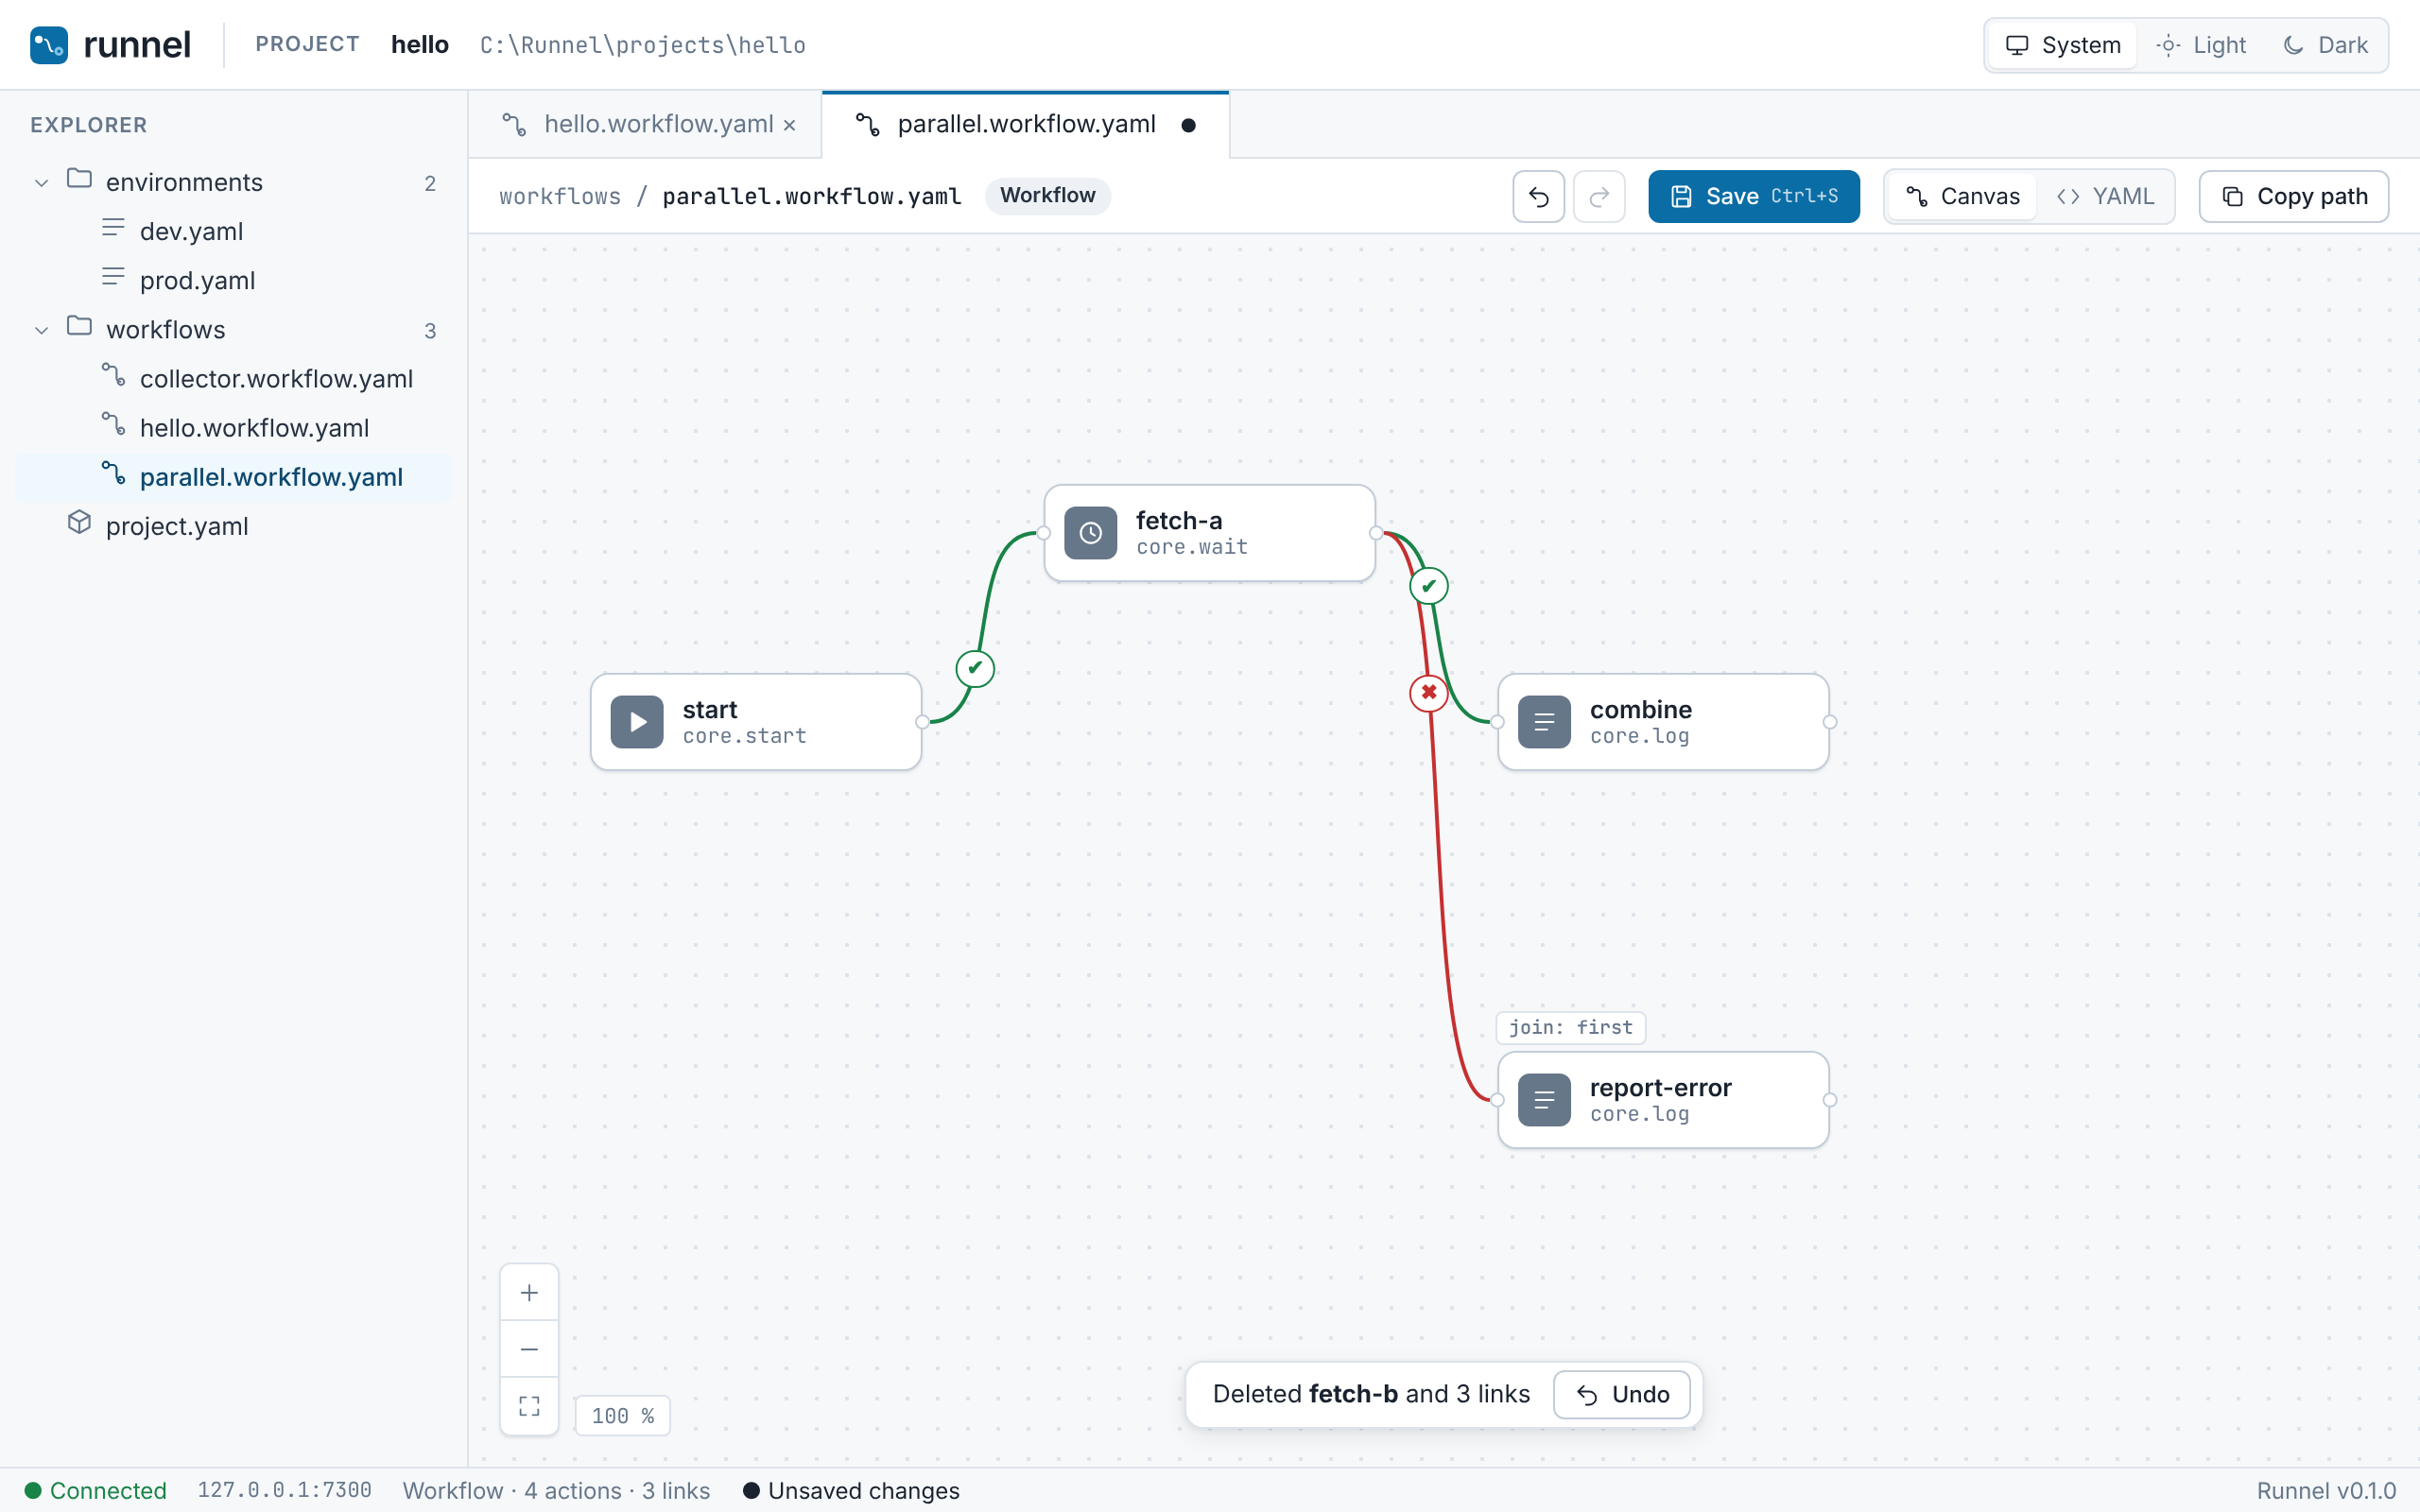 runnel PROJECT hello C:\Runnel\projects\hello System Light Dark
EXPLORER
environments 2
dev.yaml
prod.yaml
workflows 3
collector.workflow.yaml
hello.workflow.yaml
parallel.workflow.yaml
project.yaml
hello.workflow.yaml × parallel.workflow.yaml ●
workflows / parallel.workflow.yaml Workflow Save Ctrl+S Canvas YAML Copy path
fetch-a
core.wait
start
core.start
combine
core.log
join: first
report-error
core.log
100 %
Deleted fetch-b and 3 links Undo
Connected 127.0.0.1:7300 Workflow · 4 actions · 3 links ● Unsaved changes Runnel v0.1.0